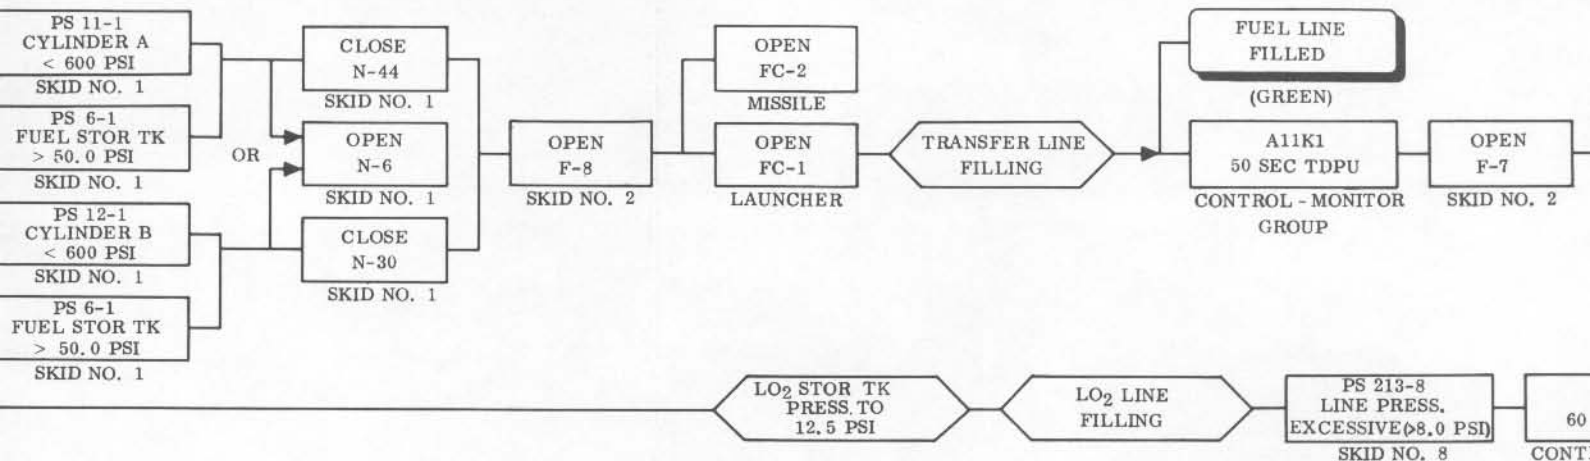 PS 11-1
CYLINDER A
< 600 PSI
SKID NO. 1
PS 6-1
FUEL STOR TK
> 50.0 PSI
SKID NO. 1
OR
PS 12-1
CYLINDER B
< 600 PSI
SKID NO. 1
PS 6-1
FUEL STOR TK
> 50.0 PSI
SKID NO. 1
CLOSE
N-44
SKID NO. 1
OPEN
N-6
SKID NO. 1
CLOSE
N-30
SKID NO. 1
OPEN
F-8
SKID NO. 2
OPEN
FC-2
MISSILE
OPEN
FC-1
LAUNCHER
TRANSFER LINE
FILLING
FUEL LINE
FILLED
(GREEN)
A11K1
50 SEC TDPU
CONTROL - MONITOR
GROUP
OPEN
F-7
SKID NO. 2
LO₂ STOR TK
PRESS. TO
12.5 PSI
LO₂ LINE
FILLING
PS 213-8
LINE PRESS.
EXCESSIVE(>8.0 PSI)
SKID NO. 8
60
CONT